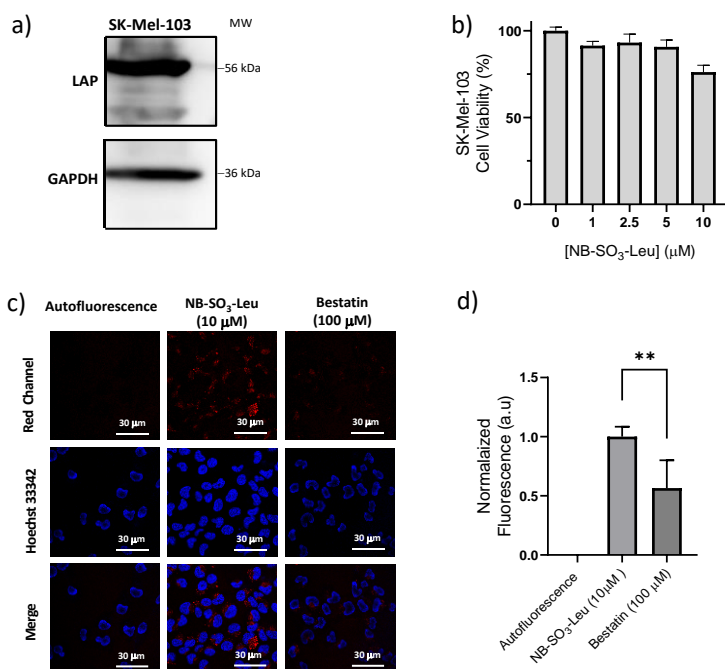 a)
SK-Mel-103
MW
LAP
56 kDa
GAPDH
36 kDa
b)
SK-Mel-103
Cell Viability (%)
100
75
50
0
0
1
2.5
5
10
[NB-SO₃-Leu] (μM)
c)
Autofluorescence
NB-SO₃-Leu
(10 μM)
Bestatin
(100 μM)
Red Channel
30 μm
30 μm
30 μm
Hoechst 33342
30 μm
30 μm
30 μm
Merge
30 μm
30 μm
30 μm
d)
**
Normalaized
Fluorescence (a.u)
1.5
1.0
0.5
0.0
Autofluorescence
NB-SO₃-Leu (10μM )
Bestatin (100 μM)